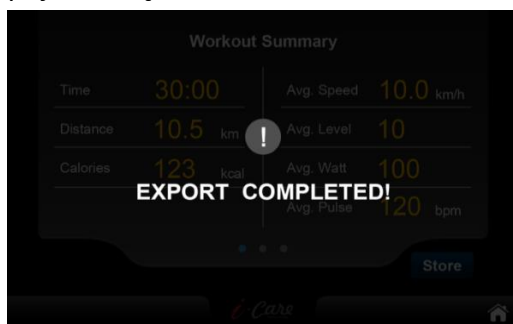 Workout Summary
Time 30:00 Avg. Speed 10.0 km/h
Distance 10.5 km ! Avg. Level 10
Calories 123 kcal Avg. Watt 100
EXPORT COMPLETED!
Avg. Pulse 120 bpm
Store
i-Care